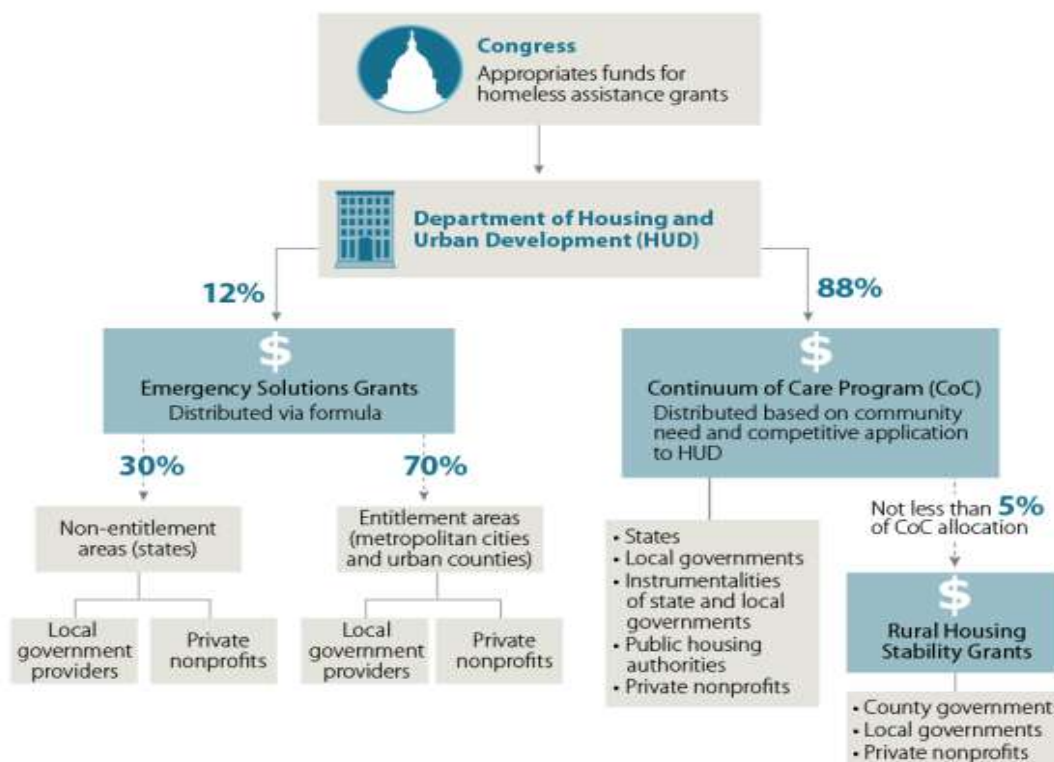 Congress
Appropriates funds for
homeless assistance grants
Department of Housing and
Urban Development (HUD)
12%
88%
$
Emergency Solutions Grants
Distributed via formula
$
Continuum of Care Program (CoC)
Distributed based on community
need and competitive application
to HUD
30%
70%
Non-entitlement
areas (states)
Entitlement areas
(metropolitan cities
and urban counties)
Local
government
providers
Private
nonprofits
Local
government
providers
Private
nonprofits
• States
• Local governments
• Instrumentalities
of state and local
governments
• Public housing
authorities
• Private nonprofits
Not less than 5%
of CoC allocation
$
Rural Housing
Stability Grants
• County government
• Local governments
• Private nonprofits